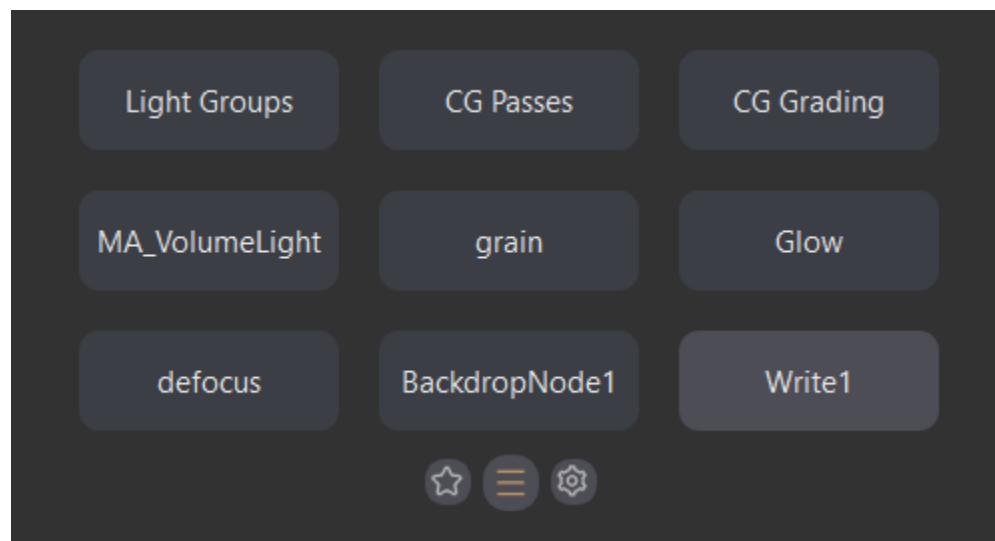 Light Groups
CG Passes
CG Grading
MA_VolumeLight
grain
Glow
defocus
BackdropNode1
Write1